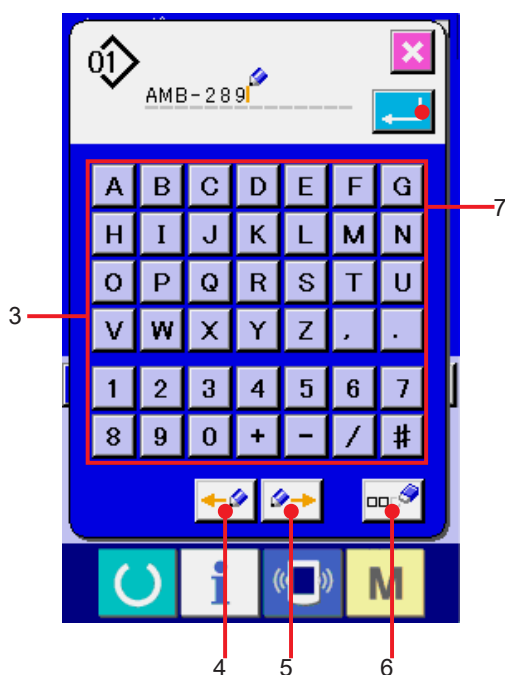 01
AMB-289
A B C D E F G
7
H I J K L M N
O P Q R S T U
3
V W X Y Z , .
1 2 3 4 5 6 7
8 9 0 + - / #
i M
4 5 6